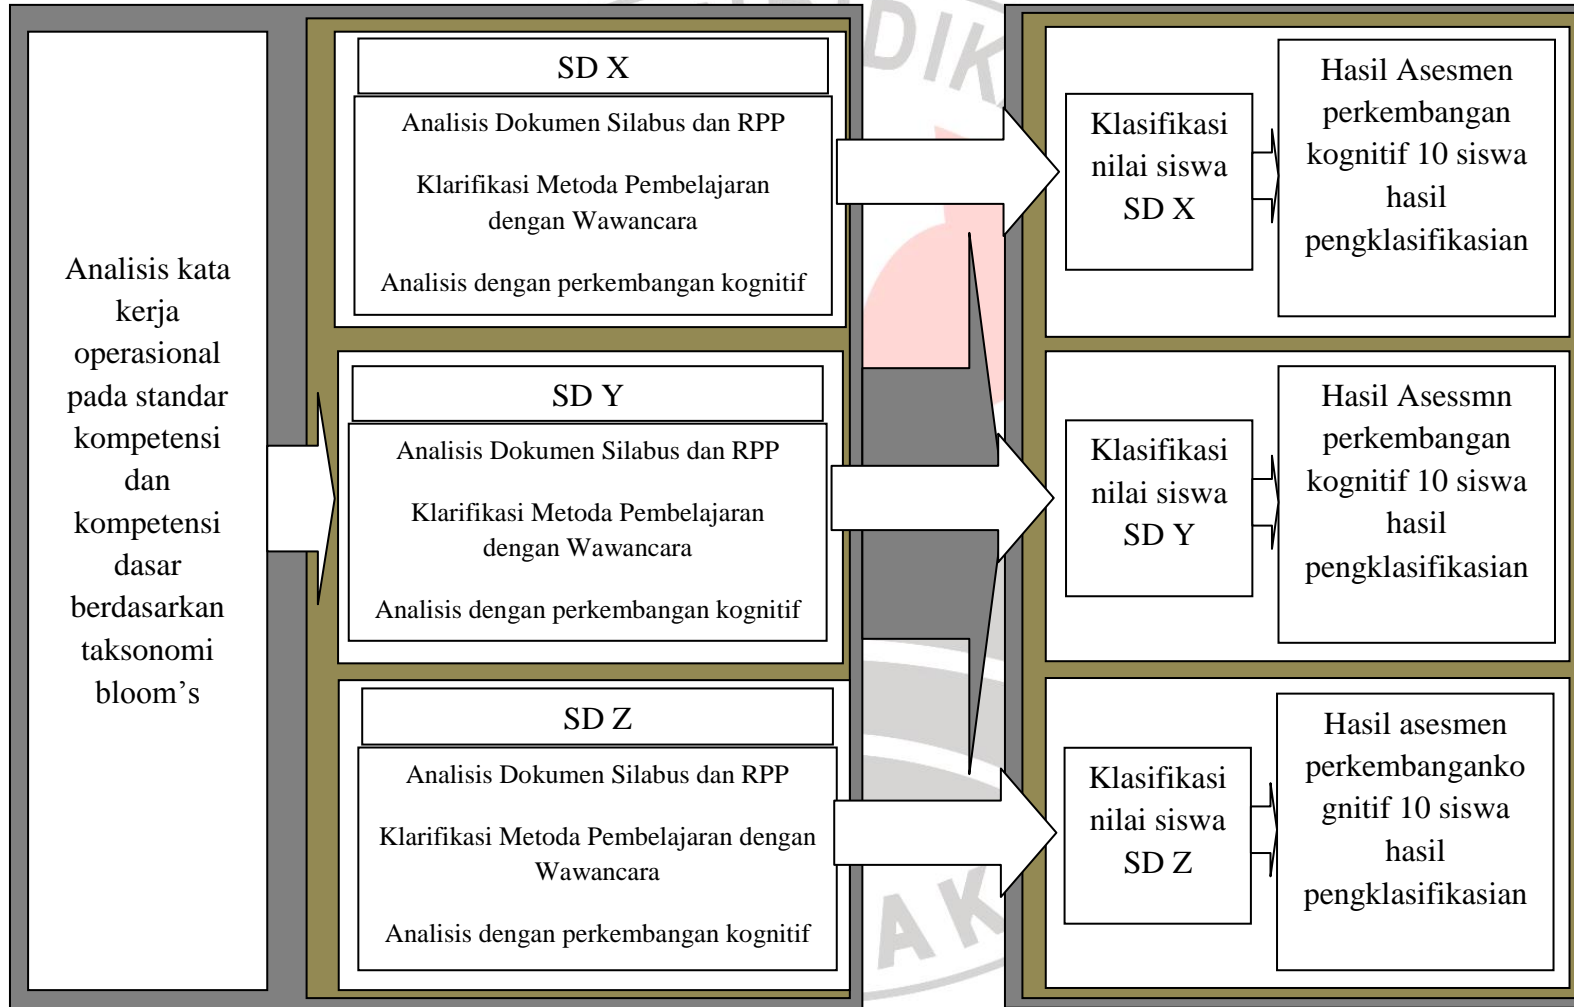 Analisis kata
kerja
operasional
pada standar
kompetensi
dan
kompetensi
dasar
berdasarkan
taksonomi
bloom’s
SD X
Analisis Dokumen Silabus dan RPP
Klarifikasi Metoda Pembelajaran
dengan Wawancara
Analisis dengan perkembangan kognitif
Klasifikasi
nilai siswa
SD X
Hasil Asesmen
perkembangan
kognitif 10 siswa
hasil
pengklasifikasian
SD Y
Analisis Dokumen Silabus dan RPP
Klarifikasi Metoda Pembelajaran
dengan Wawancara
Analisis dengan perkembangan kognitif
Klasifikasi
nilai siswa
SD Y
Hasil Asessmn
perkembangan
kognitif 10 siswa
hasil
pengklasifikasian
SD Z
Analisis Dokumen Silabus dan RPP
Klarifikasi Metoda Pembelajaran dengan
Wawancara
Analisis dengan perkembangan kognitif
Klasifikasi
nilai siswa
SD Z
Hasil asesmen
perkembanganko
gnitif 10 siswa
hasil
pengklasifikasian